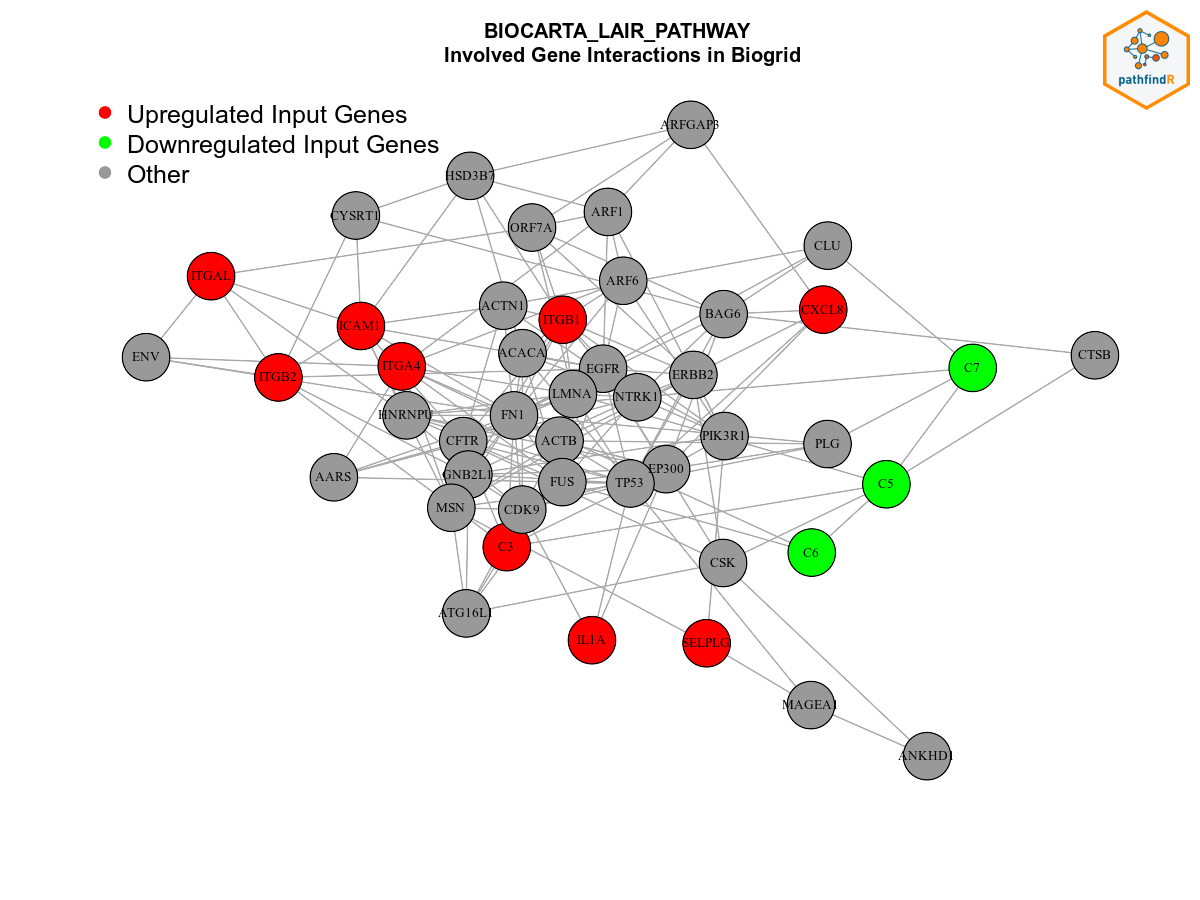 BIOCARTA_LAIR_PATHWAY
Involved Gene Interactions in Biogrid
pathfindR
Upregulated Input Genes
Downregulated Input Genes
Other
ARFGAP3
HSD3B7
CYSRT1
ARF1
ORF7A
CLU
ITGAL
ARF6
ACTN1
CXCL8
BAG6
ITGB1
ICAM1
ACACA
CTSB
ENV
ITGA4
EGFR
C7
ERBB2
ITGB2
LMNA
NTRK1
HNRNPU
FN1
PIK3R1
CFTR
ACTB
PLG
EP300
GNB2L1
AARS
FUS
TP53
C5
MSN
CDK9
C3
C6
CSK
ATG16L1
IL1A
SELPLG
MAGEA1
ANKHD1